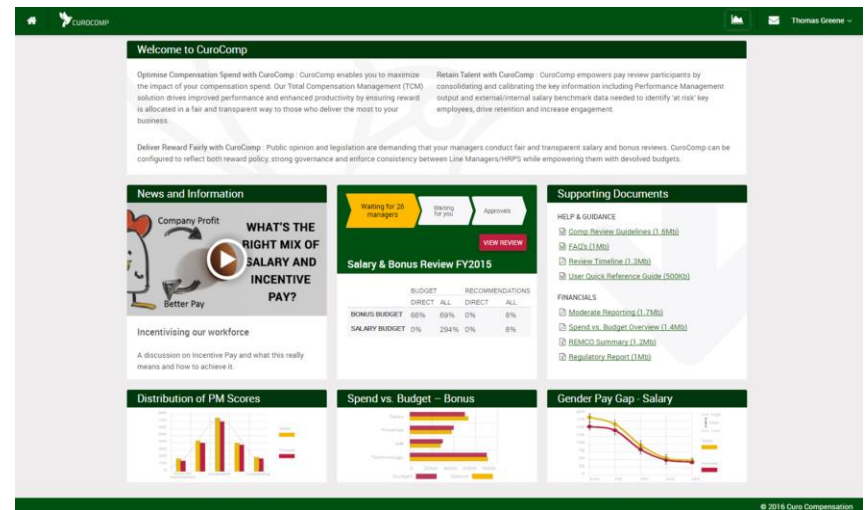 CUROCOMP
Thomas Greene
Welcome to CuroComp
Optimise Compensation Spend with CuroComp : CuroComp enables you to maximize
the impact of your compensation spend. Our Total Compensation Management (TCM)
solution drives improved performance and enhanced productivity by ensuring reward
is allocated in a fair and transparent way to those who deliver the most to your
business.
Retain Talent with CuroComp : CuroComp empowers pay review participants by
consolidating and calibrating the key information including Performance Management
output and external/internal salary benchmark data needed to identify 'at risk' key
employees, drive retention and increase engagement.
Deliver Reward Fairly with CuroComp : Public opinion and legislation are demanding that your managers conduct fair and transparent salary and bonus reviews. CuroComp can be
configured to reflect both reward policy, strong governance and enforce consistency between Line Managers/HRPS while empowering them with devolved budgets.
News and Information
Company Profit
Better Pay
WHAT'S THE
RIGHT MIX OF
SALARY AND
INCENTIVE
PAY?
Incentivising our workforce
A discussion on Incentive Pay and what this really
means and how to achieve it.
Waiting for 26
managers
Waiting
for you
Approvals
VIEW REVIEW
Salary & Bonus Review FY2015
BUDGET RECOMMENDATIONS
DIRECT ALL DIRECT ALL
BONUS BUDGET 66% 69% 0% 8%
SALARY BUDGET 0% 294% 0% 8%
Supporting Documents
HELP & GUIDANCE
Comp Review Guidelines (1.6Mb)
FAQ's (1Mb)
Review Timeline (1.3Mb)
User Quick Reference Guide (500Kb)
FINANCIALS
Moderate Reporting (1.7Mb)
Spend vs. Budget Overview (1.4Mb)
REMCO Summary (1.2Mb)
Regulatory Report (1Mb)
Distribution of PM Scores
Spend vs. Budget – Bonus
Gender Pay Gap - Salary
© 2016 Curo Compensation